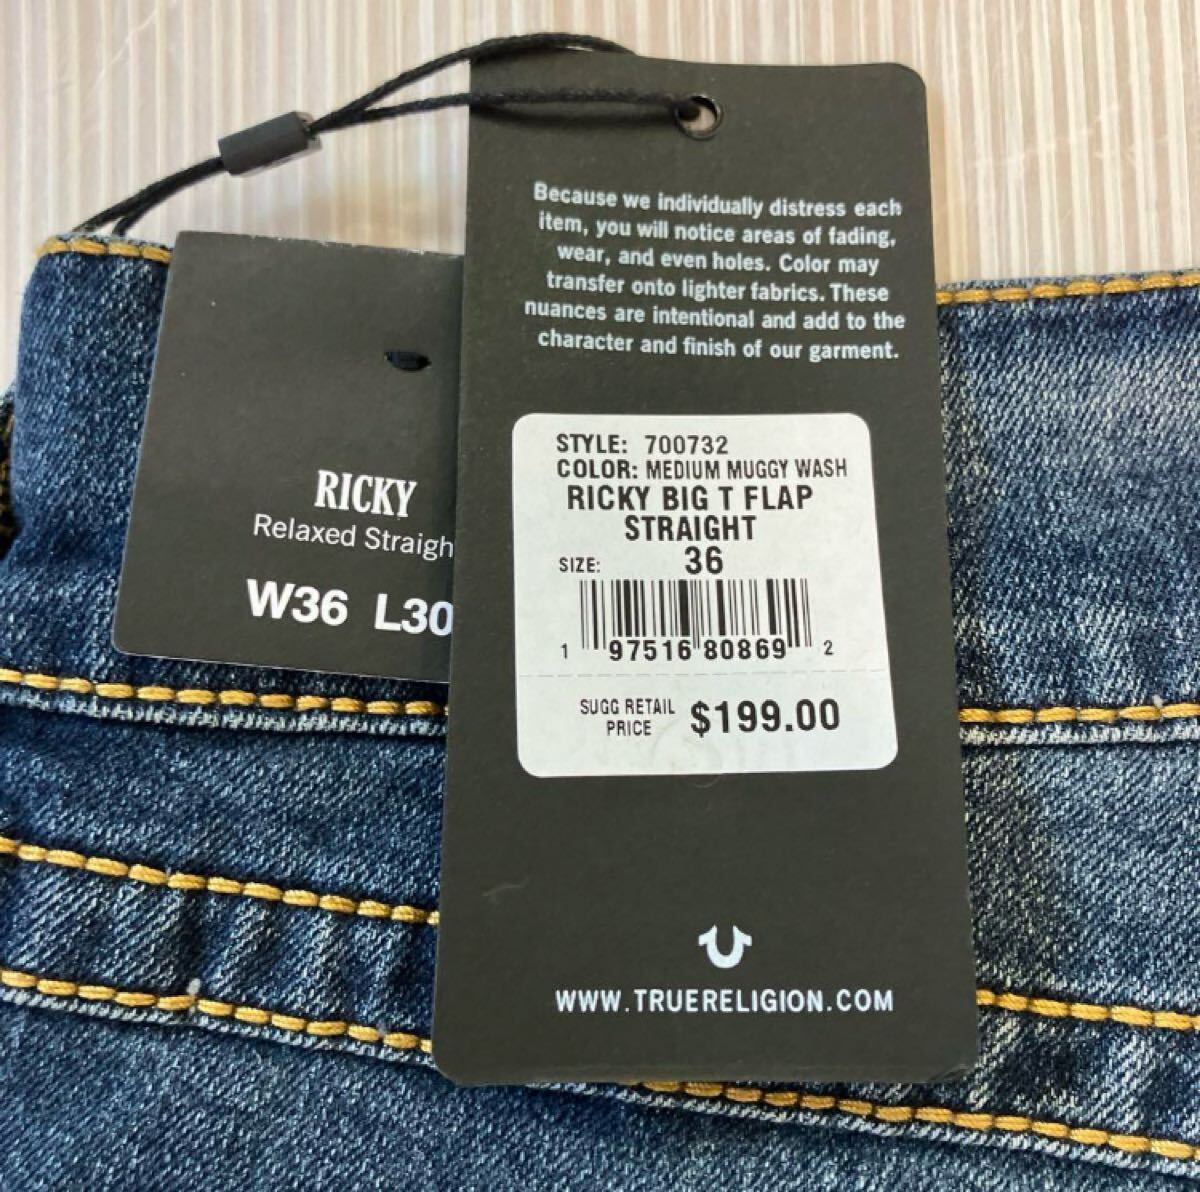 Because we individually distress each
item, you will notice areas of fading,
wear, and even holes. Color may
transfer onto lighter fabrics. These
nuances are intentional and add to the
character and finish of our garment.
RICKY
Relaxed Straigh
W36 L30
STYLE: 700732
COLOR: MEDIUM MUGGY WASH
RICKY BIG T FLAP
STRAIGHT
SIZE: 36
1 97516 80869 2
SUGG RETAIL
PRICE $199.00
WWW.TRUERELIGION.COM